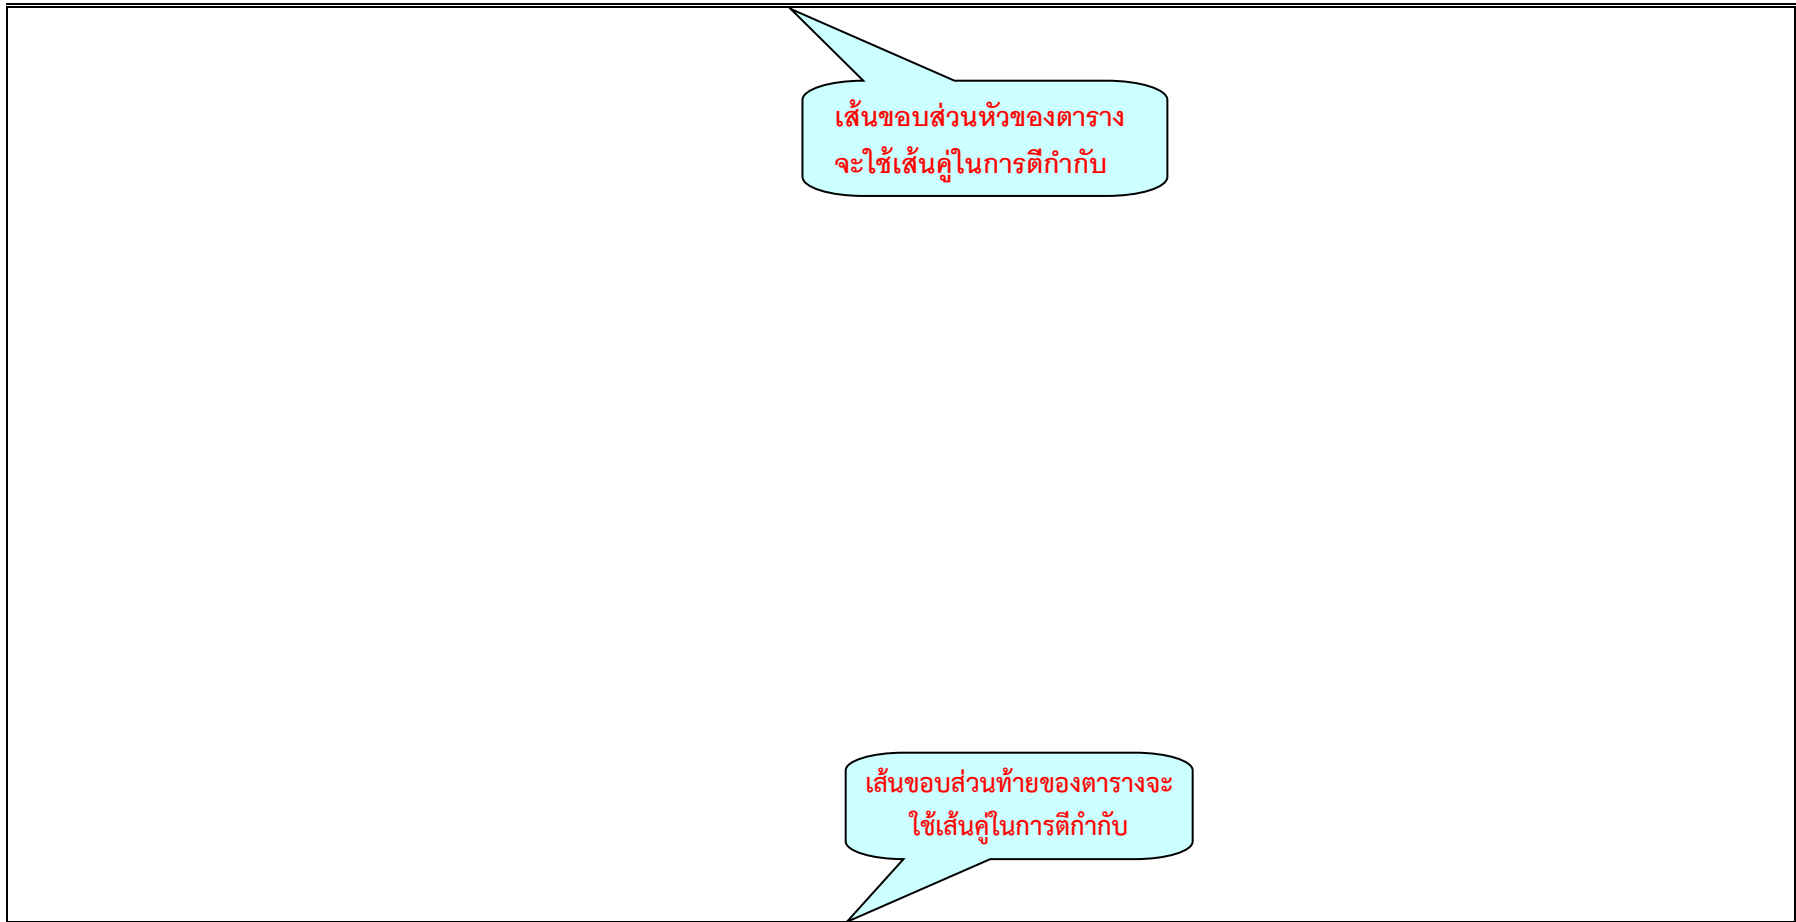 เส้นขอบส่วนหัวของตาราง
จะใช้เส้นคู่ในการตีกำกับ
เส้นขอบส่วนท้ายของตารางจะ
ใช้เส้นคู่ในการตีกำกับ